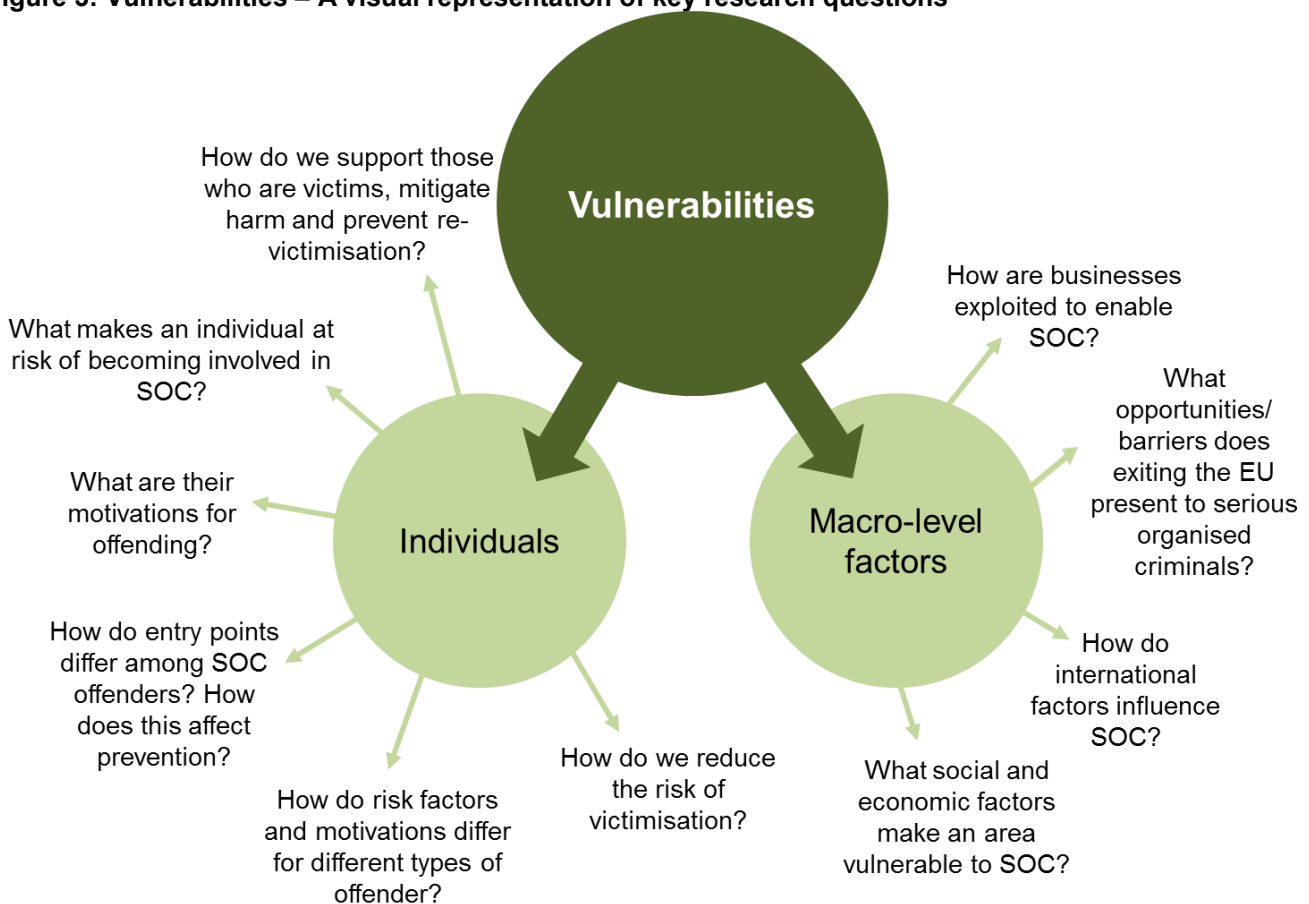 Figure 3: Vulnerabilities – A visual representation of key research questions
Vulnerabilities
How do we support those
who are victims, mitigate
harm and prevent re-
victimisation?
What makes an individual at
risk of becoming involved in
SOC?
What are their
motivations for
offending?
How do entry points
differ among SOC
offenders? How
does this affect
prevention?
How do risk factors
and motivations differ
for different types of
offender?
How do we reduce
the risk of
victimisation?
Individuals
Macro-level
factors
How are businesses
exploited to enable
SOC?
What
opportunities/
barriers does
exiting the EU
present to serious
organised
criminals?
How do
international
factors influence
SOC?
What social and
economic factors
make an area
vulnerable to SOC?